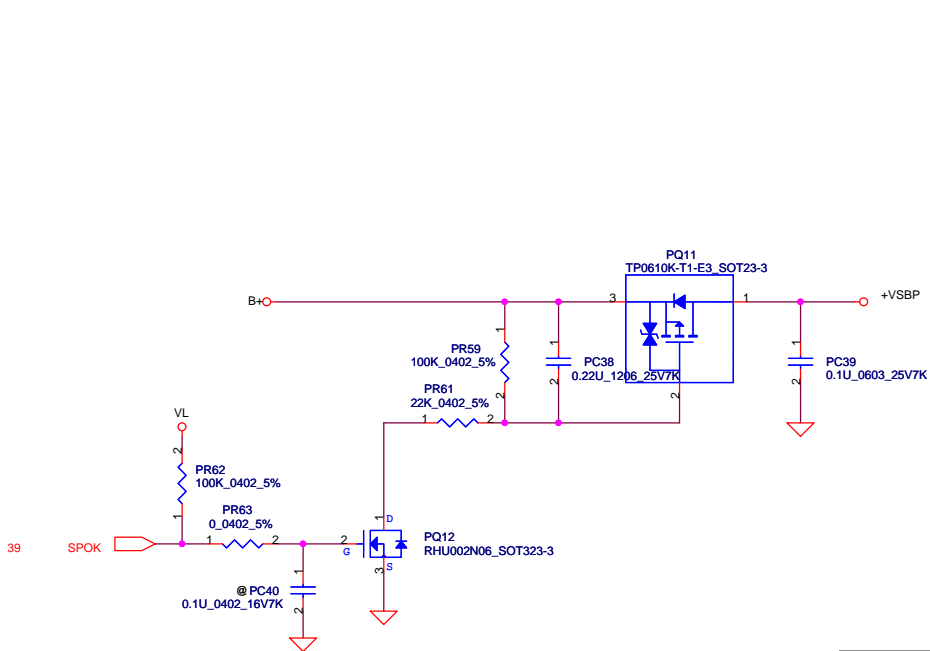 PQ11
TP0610K-T1-E3_SOT23-3
B+
3
1
+VSBP
1
PR59
100K_0402_5%
2
1
PC38
0.22U_1206_25V7K
2
2
1
PC39
0.1U_0603_25V7K
2
PR61
22K_0402_5%
1
2
VL
2
PR62
100K_0402_5%
1
PR63
0_0402_5%
39
SPOK
1
2
2
G
1
D
3
S
PQ12
RHU002N06_SOT323-3
1
@ PC40
0.1U_0402_16V7K
2